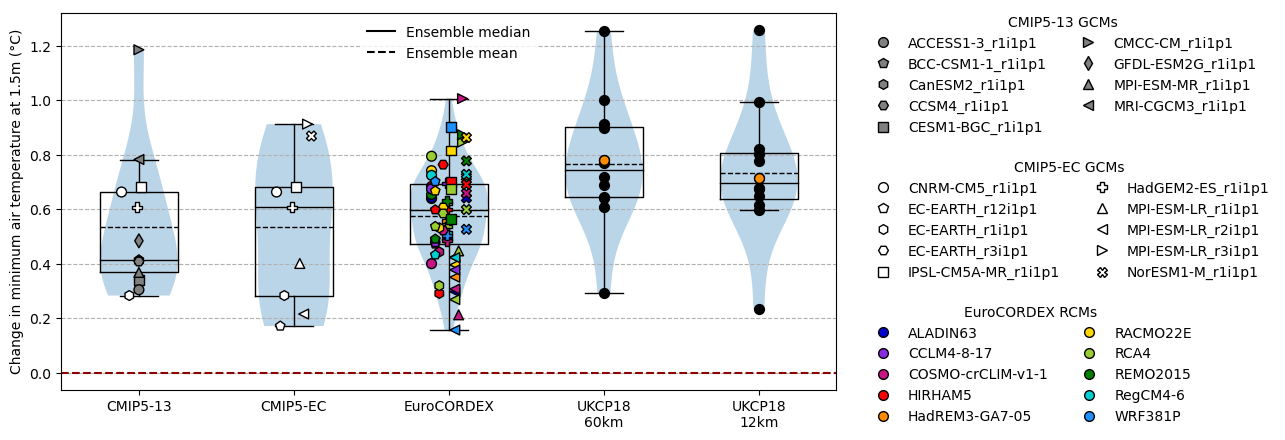 Change in minimum air temperature at 1.5m (°C)
1.2
1.0
0.8
0.6
0.4
0.2
0.0
Ensemble median
Ensemble mean
CMIP5-13
CMIP5-EC
EuroCORDEX
UKCP18
60km
UKCP18
12km
CMIP5-13 GCMs
ACCESS1-3_r1i1p1
BCC-CSM1-1_r1i1p1
CanESM2_r1i1p1
CCSM4_r1i1p1
CESM1-BGC_r1i1p1
CMCC-CM_r1i1p1
GFDL-ESM2G_r1i1p1
MPI-ESM-MR_r1i1p1
MRI-CGCM3_r1i1p1
CMIP5-EC GCMs
CNRM-CM5_r1i1p1
EC-EARTH_r12i1p1
EC-EARTH_r1i1p1
EC-EARTH_r3i1p1
IPSL-CM5A-MR_r1i1p1
HadGEM2-ES_r1i1p1
MPI-ESM-LR_r1i1p1
MPI-ESM-LR_r2i1p1
MPI-ESM-LR_r3i1p1
NorESM1-M_r1i1p1
EuroCORDEX RCMs
ALADIN63
CCLM4-8-17
COSMO-crCLIM-v1-1
HIRHAM5
HadREM3-GA7-05
RACMO22E
RCA4
REMO2015
RegCM4-6
WRF381P